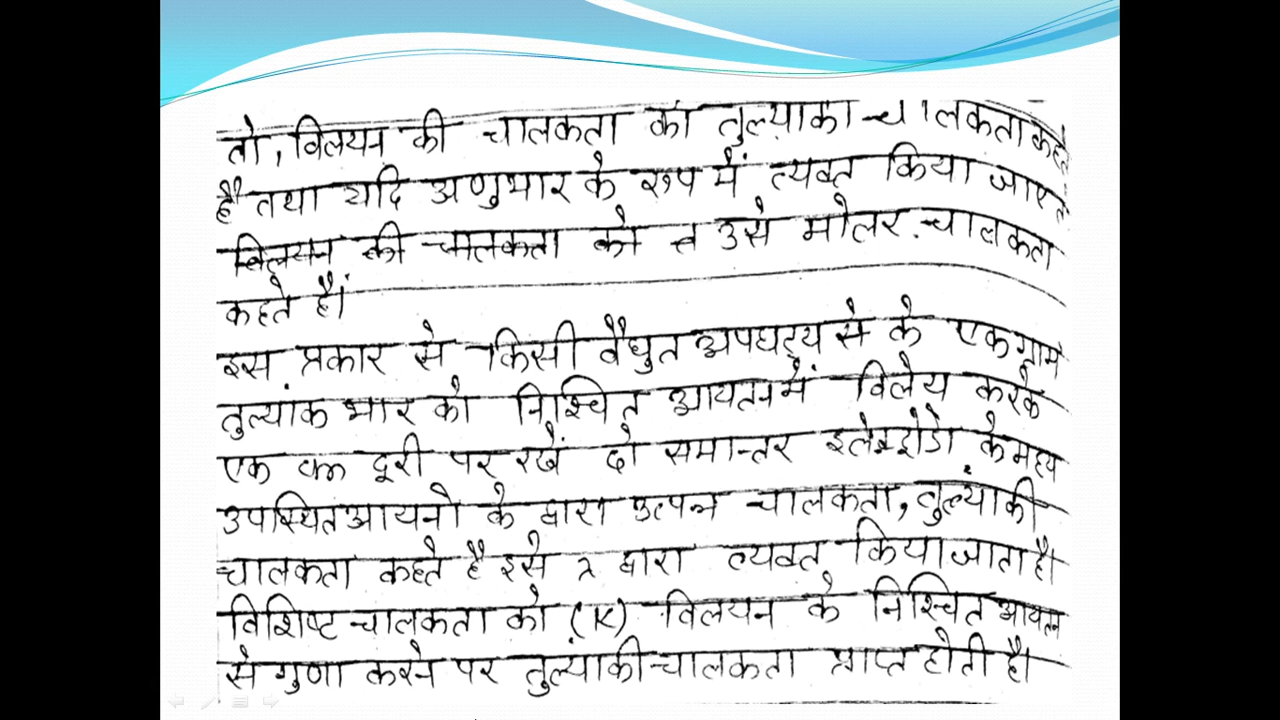 तो, विलयन की चालकता को तुल्यांकी चालकता कहते
हैं तथा यदि अणुभार के रूप में व्यक्त किया जाए तो
विलयन की चालकता को त उसे मोलर चालकता
कहते हैं।
इस प्रकार से किसी वैधुत अपघट्य से के एक ग्राम
तुल्यांक भार को निश्चित आयतन में विलेय करके
एक cm दूरी पर रखें दो समान्तर इलेक्ट्रोडो के मध्य
उपस्थित आयनो के द्वारा उत्पन्न चालकता, तुल्यांकी
चालकता कहते है इसे λ द्वारा व्यक्त किया जाता है।
विशिष्ट चालकता को (K) विलयन के निश्चित आयतन
से गुणा करने पर तुल्यांकी चालकता प्राप्त होती है।